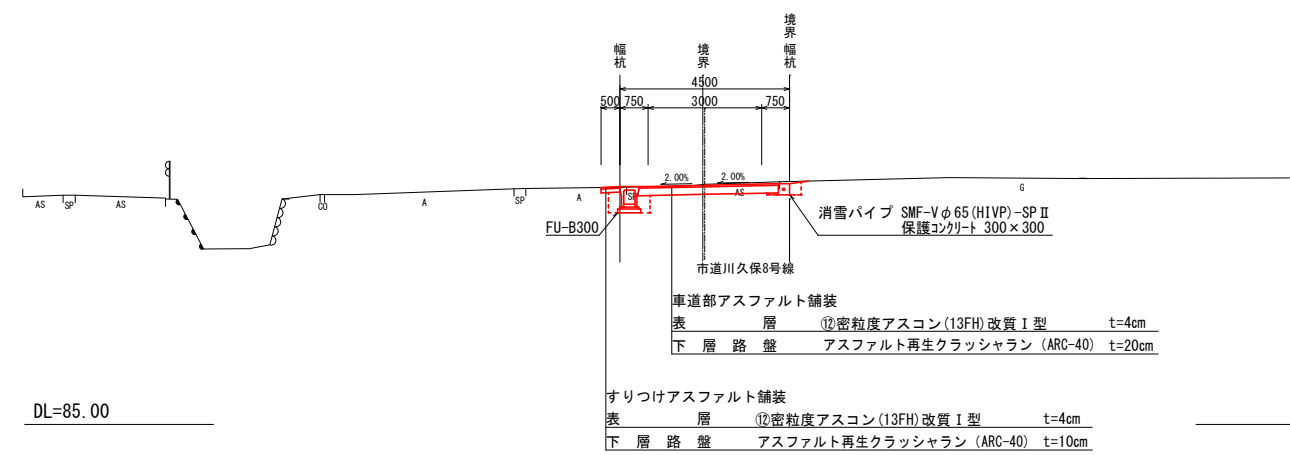 境界
幅杭
境界
幅杭
4500
500 750 3000 750
2.00% 2.00%
AS SP AS CO A SP A SP AS G
FU-B300
消雪パイプ SMF-Vφ65(HIVP)-SPⅡ
保護コンクリート 300×300
市道川久保8号線
車道部アスファルト舗装
表層 ⑫密粒度アスコン(13FH)改質Ⅰ型 t=4cm
下層路盤 アスファルト再生クラッシャラン (ARC-40) t=20cm
DL=85.00
すりつけアスファルト舗装
表層 ⑫密粒度アスコン(13FH)改質Ⅰ型 t=4cm
下層路盤 アスファルト再生クラッシャラン (ARC-40) t=10cm